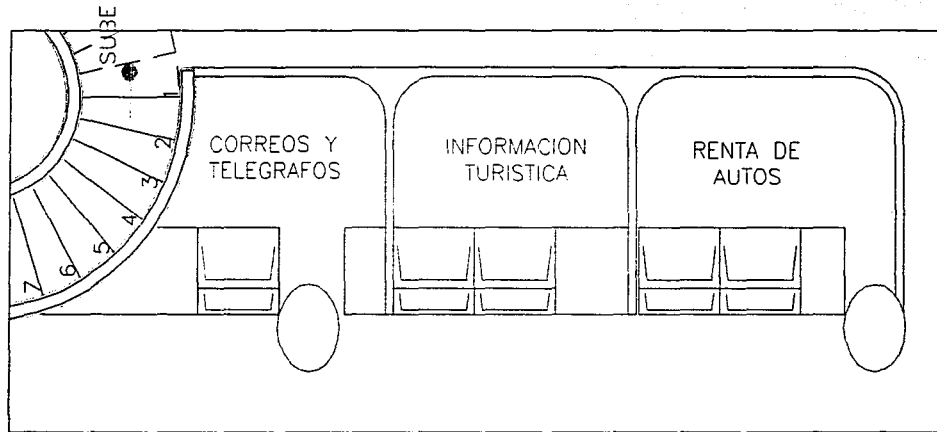 SUBE
1
2
3
4
5
6
7
CORREOS Y
TELEGRAFOS
INFORMACION
TURISTICA
RENTA DE
AUTOS